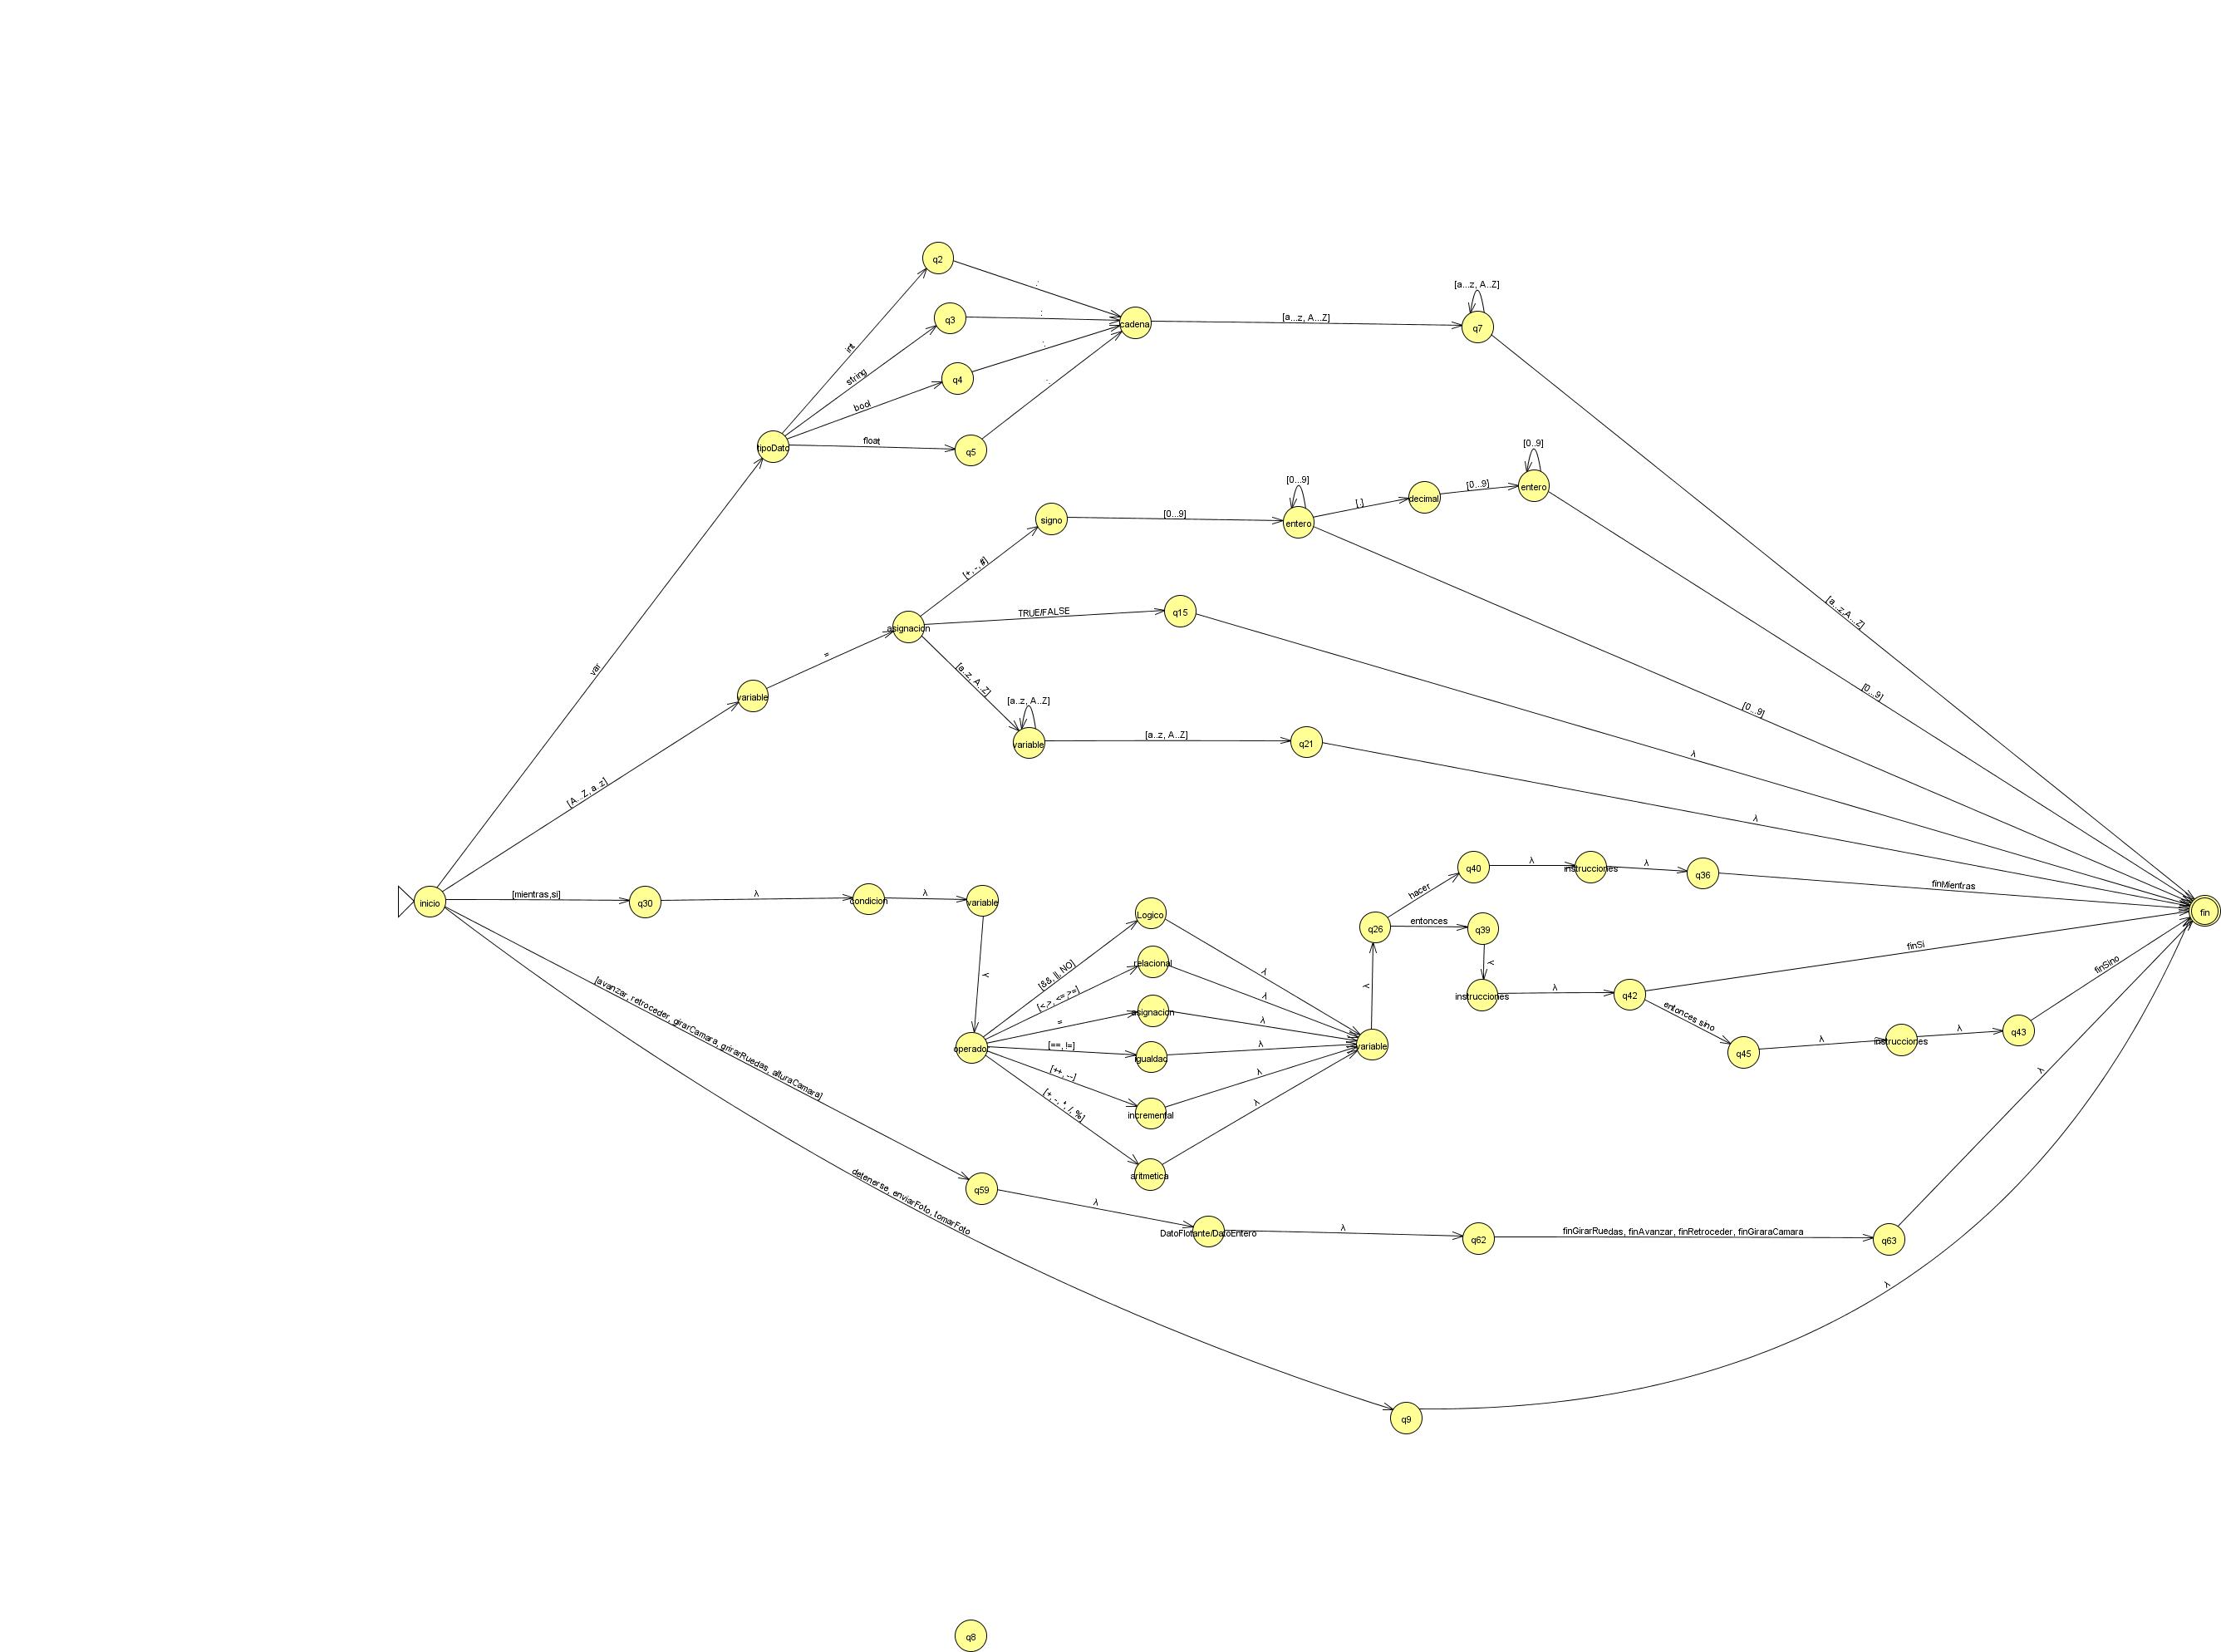 q2
:
[a...z, A..Z]
q3
:
cadena
[a...z, A...Z]
q7
int
string
q4
:
bool
tipoDato
float
q5
:
[0..9]
[0...9]
entero
[.]
decimal
[0...9]
entero
signo
[0...9]
[+, -, #]
[a...z,A...Z]
asignacion
TRUE/FALSE
q15
=
var
variable
[a..z, A..Z]
[a..z, A..Z]
variable
[a..z, A..Z]
q21
[0...9]
[0...9]
λ
λ
[A...Z, a..z]
inicio
[mientras,si]
q30
λ
condicion
λ
variable
λ
q40
λ
instrucciones
λ
q36
finMientras
fin
hacer
q26
entonces
q39
λ
instrucciones
λ
q42
finSi
entonces sino
q45
λ
instrucciones
λ
q43
finSino
Logico
[&&, ||, NO]
λ
relacional
[<,>, <= >=]
λ
asignacion
=
λ
operador
[==, !=]
igualdad
λ
variable
λ
[++, --]
incremental
λ
[+, -, *, /, %]
aritmetica
λ
[avanzar, retroceder, girarCamara, grirarRuedas, alturaCamara]
q59
λ
DatoFlotante/DatoEntero
λ
q62
finGirarRuedas, finAvanzar, finRetroceder, finGiraraCamara
q63
λ
detenerse, enviarFoto, tomarFoto
q9
λ
q8